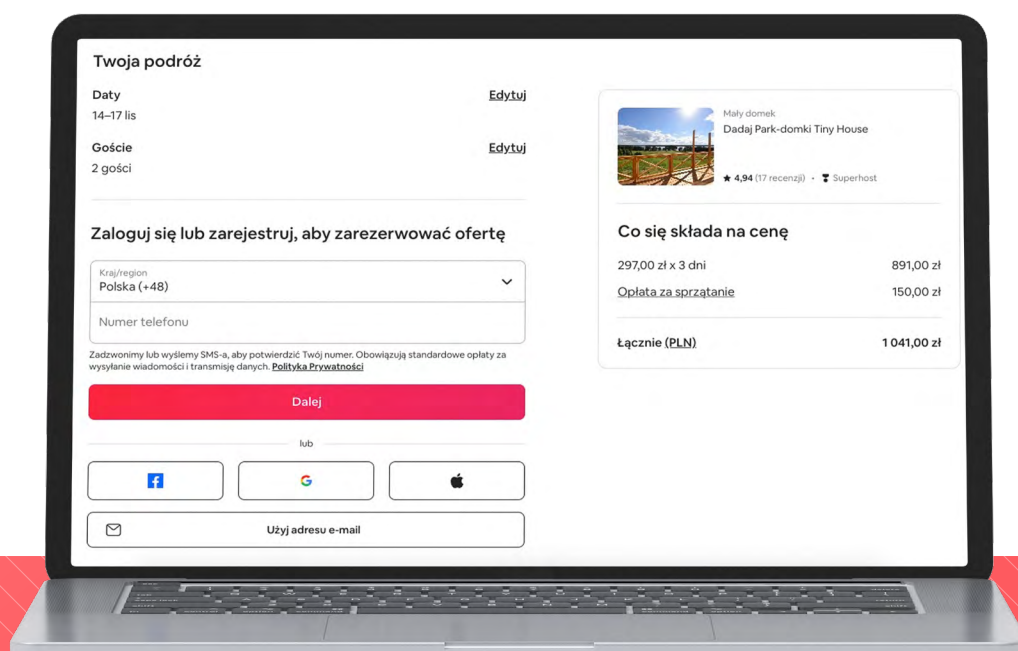 Twoja podróż
Daty
Edytuj
14–17 lis
Goście
Edytuj
2 gości
Zaloguj się lub zarejestruj, aby zarezerwować ofertę
Kraj/region
Polska (+48)
Numer telefonu
Zadzwonimy lub wyślemy SMS-a, aby potwierdzić Twój numer. Obowiązują standardowe opłaty za
wysyłanie wiadomości i transmisję danych. Polityka Prywatności
Dalej
lub
Użyj adresu e-mail
Mały domek
Dadaj Park-domki Tiny House
4,94 (17 recenzji) · Superhost
Co się składa na cenę
297,00 zł x 3 dni
891,00 zł
Opłata za sprzątanie
150,00 zł
Łącznie (PLN)
1 041,00 zł